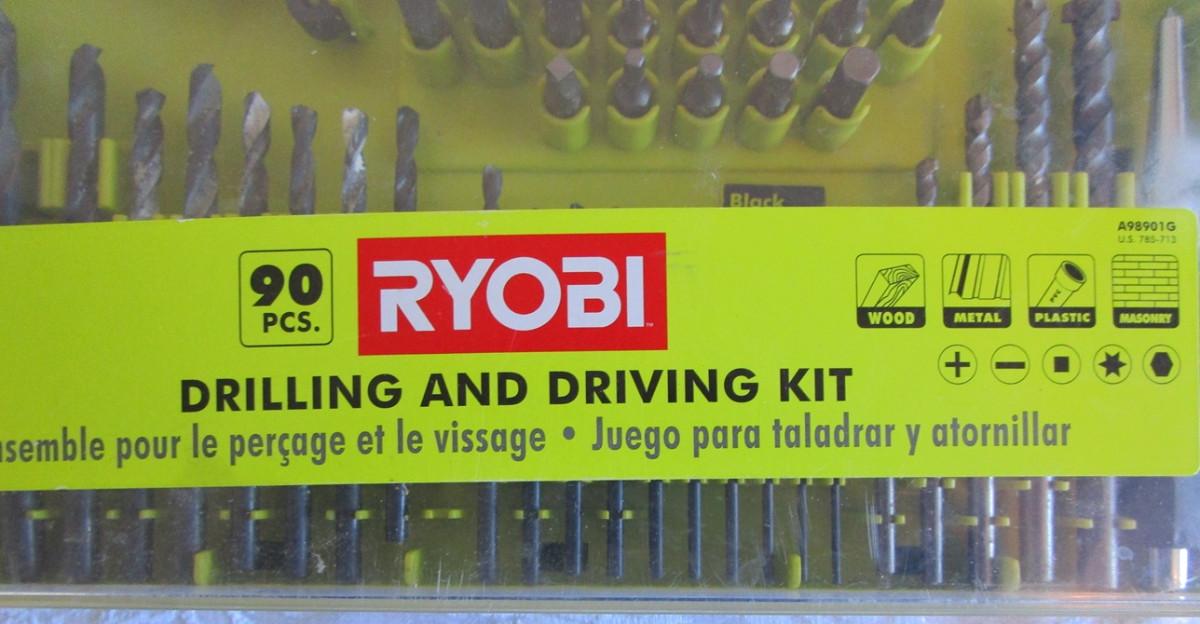 Black
A98901G
U.S. 785-713
90
PCS.
RYOBI
WOOD
METAL
PVC
PLASTIC
MASONRY
DRILLING AND DRIVING KIT
pour le perçage et le vissage • Juego para taladrar y atornillar